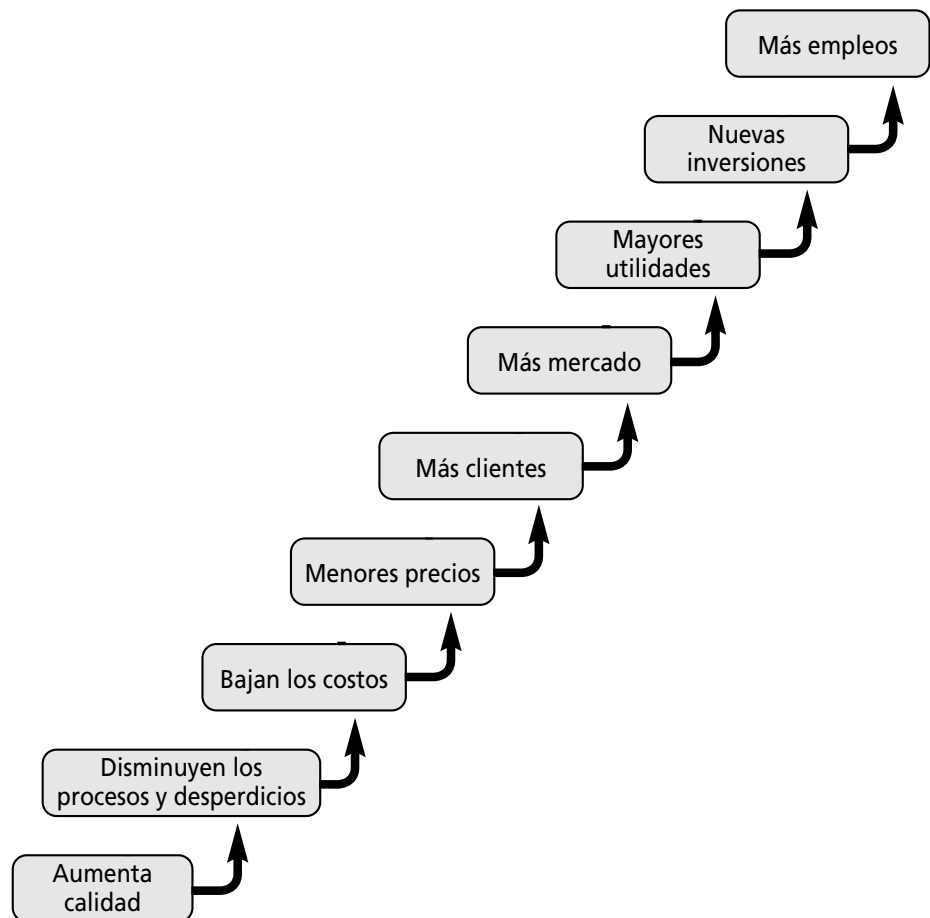 Más empleos
Nuevas
inversiones
Mayores
utilidades
Más mercado
Más clientes
Menores precios
Bajan los costos
Disminuyen los
procesos y desperdicios
Aumenta
calidad